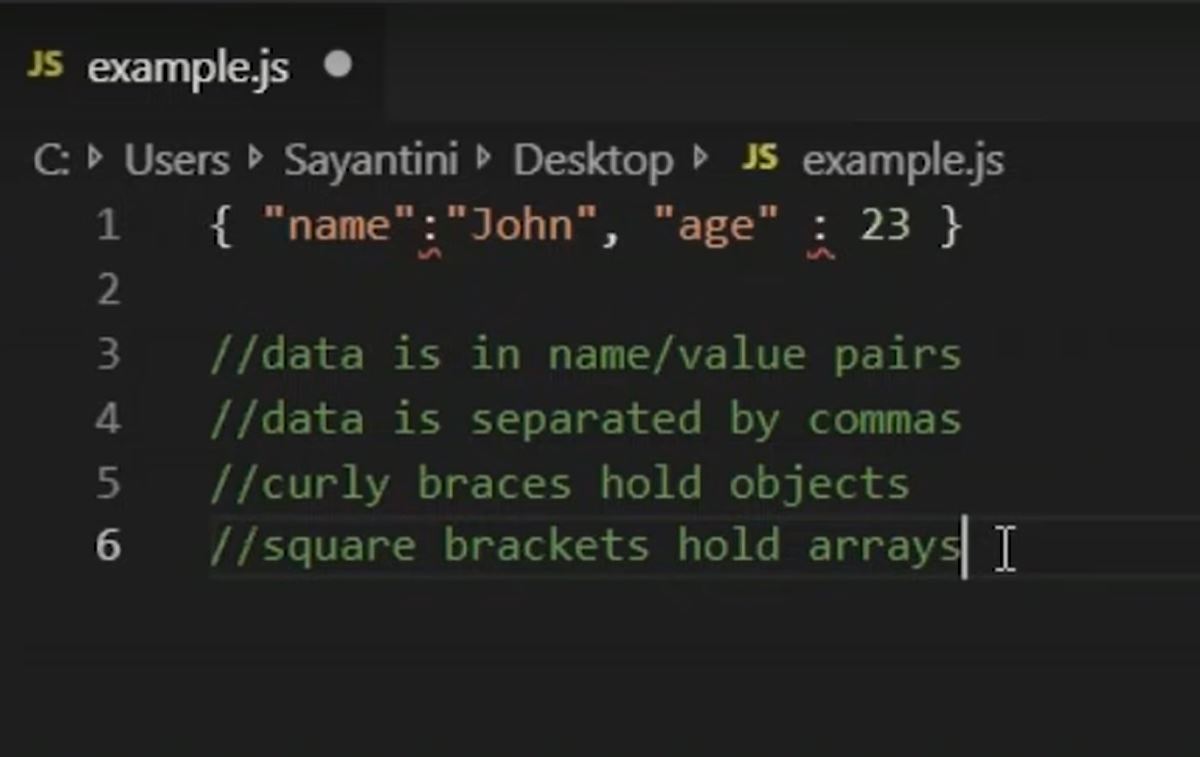 JS example.js
C: Users Sayantini Desktop JS example.js
1 { "name":"John", "age" : 23 }
2
3 //data is in name/value pairs
4 //data is separated by commas
5 //curly braces hold objects
6 //square brackets hold arrays